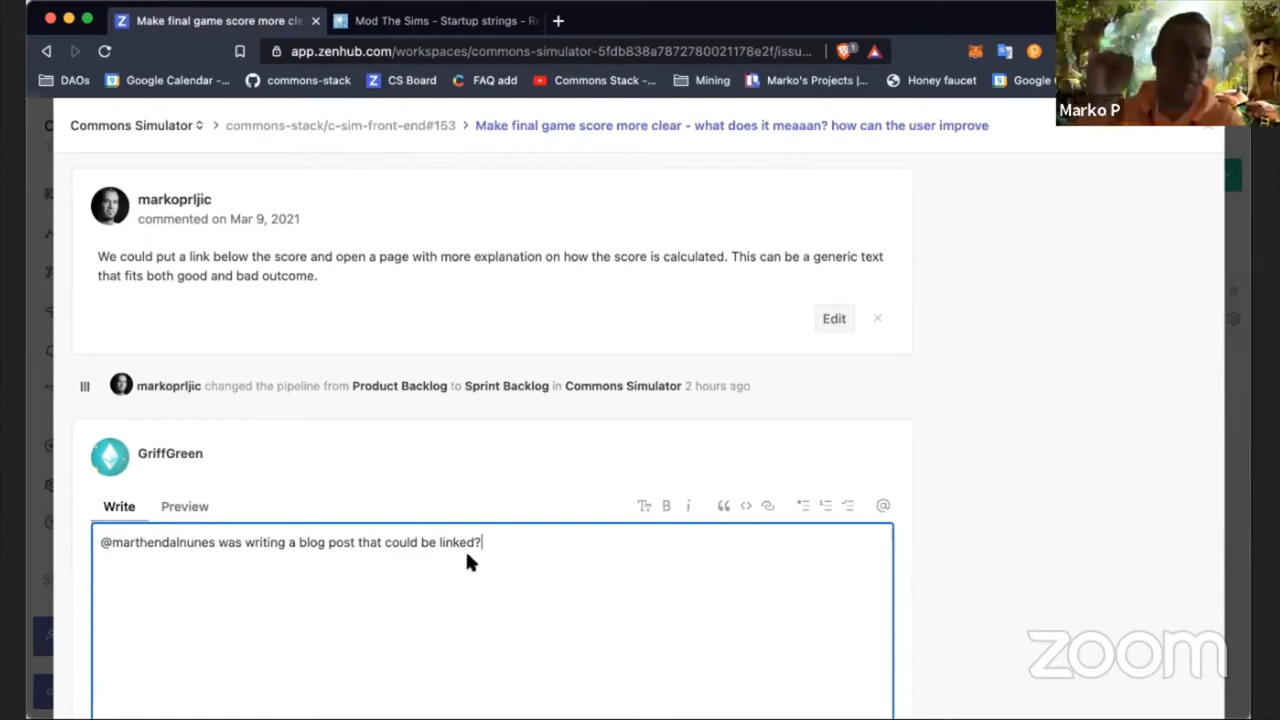 Make final game score more cle
Mod The Sims - Startup strings - Re
app.zenhub.com/workspaces/commons-simulator-5fdb838a7872780021178e2f/issu...
DAOs
Google Calendar -...
commons-stack
CS Board
FAQ add
Commons Stack -...
Mining
Marko's Projects |...
Honey faucet
Google
Marko P
Commons Simulator
commons-stack/c-sim-front-end#153
Make final game score more clear - what does it meaaan? how can the user improve
markoprljic
commented on Mar 9, 2021
We could put a link below the score and open a page with more explanation on how the score is calculated. This can be a generic text
that fits both good and bad outcome.
Edit
markoprljic changed the pipeline from Product Backlog to Sprint Backlog in Commons Simulator 2 hours ago
GriffGreen
Write
Preview
@marthendalnunes was writing a blog post that could be linked?
zoom